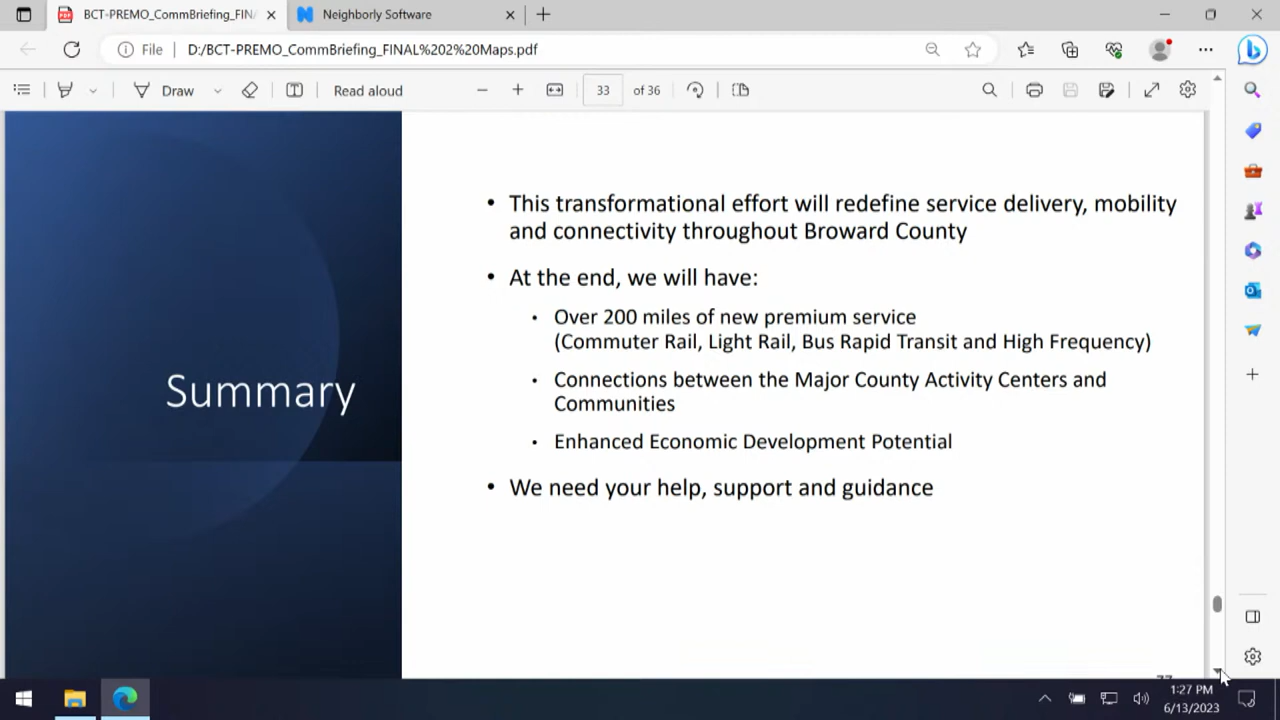 BCT-PREMO_CommBriefing_FIN
Neighborly Software
File
D:/BCT-PREMO_CommBriefing_FINAL%202%20Maps.pdf
Draw
Read aloud
33 of 36
Summary
• This transformational effort will redefine service delivery, mobility
and connectivity throughout Broward County
• At the end, we will have:
• Over 200 miles of new premium service
(Commuter Rail, Light Rail, Bus Rapid Transit and High Frequency)
• Connections between the Major County Activity Centers and
Communities
• Enhanced Economic Development Potential
• We need your help, support and guidance
1:27 PM
6/13/2023